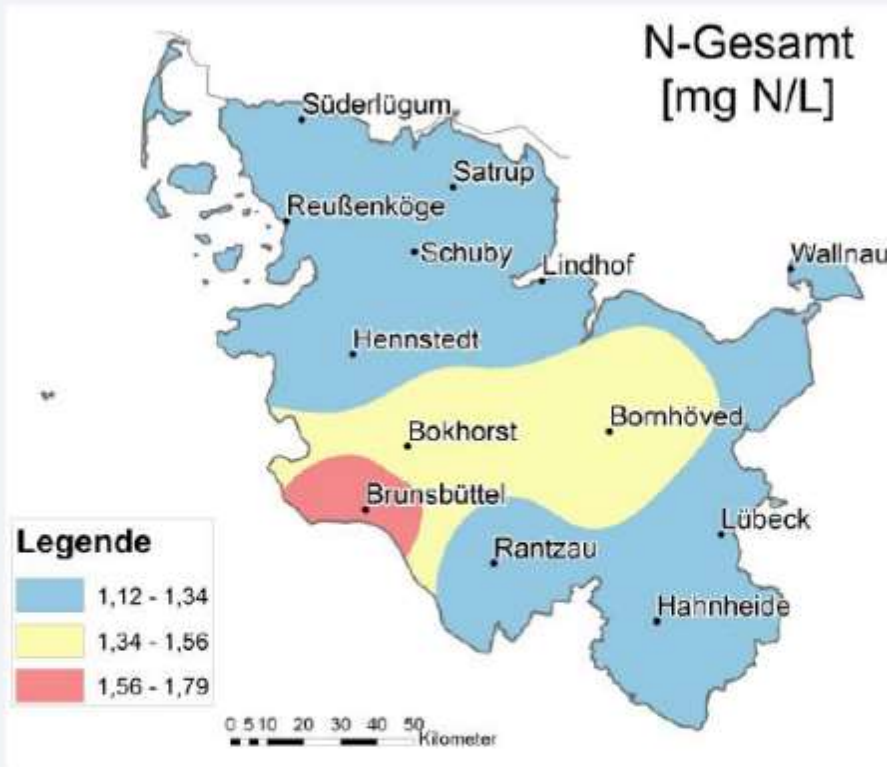 N-Gesamt
[mg N/L]
Süderlügum
Satrup
Reußenköge
Schuby
Lindhof
Wallnau
Hennstedt
Bokhorst
Bornhöved
Brunsbüttel
Lübeck
Rantzau
Hahnheide
Legende
1,12 - 1,34
1,34 - 1,56
1,56 - 1,79
0 5 10 20 30 40 50
Kilometer